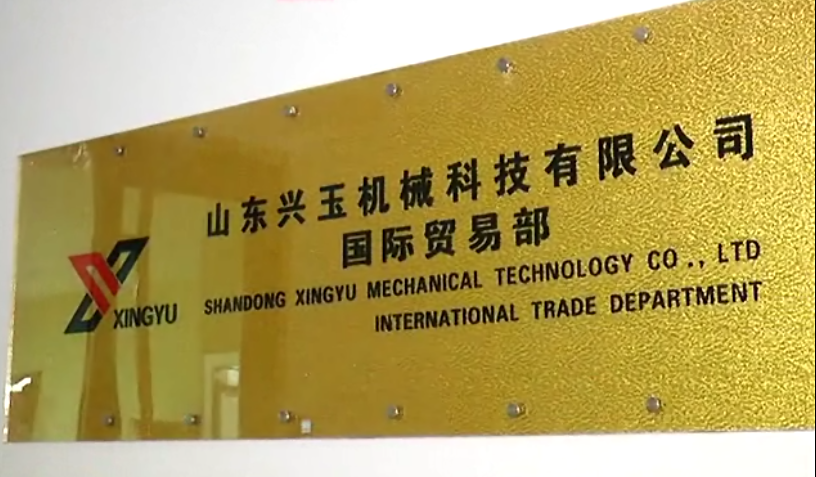 山东兴玉机械科技有限公司
国际贸易部
XINGYU
SHANDONG XINGYU MECHANICAL TECHNOLOGY CO., LTD
INTERNATIONAL TRADE DEPARTMENT